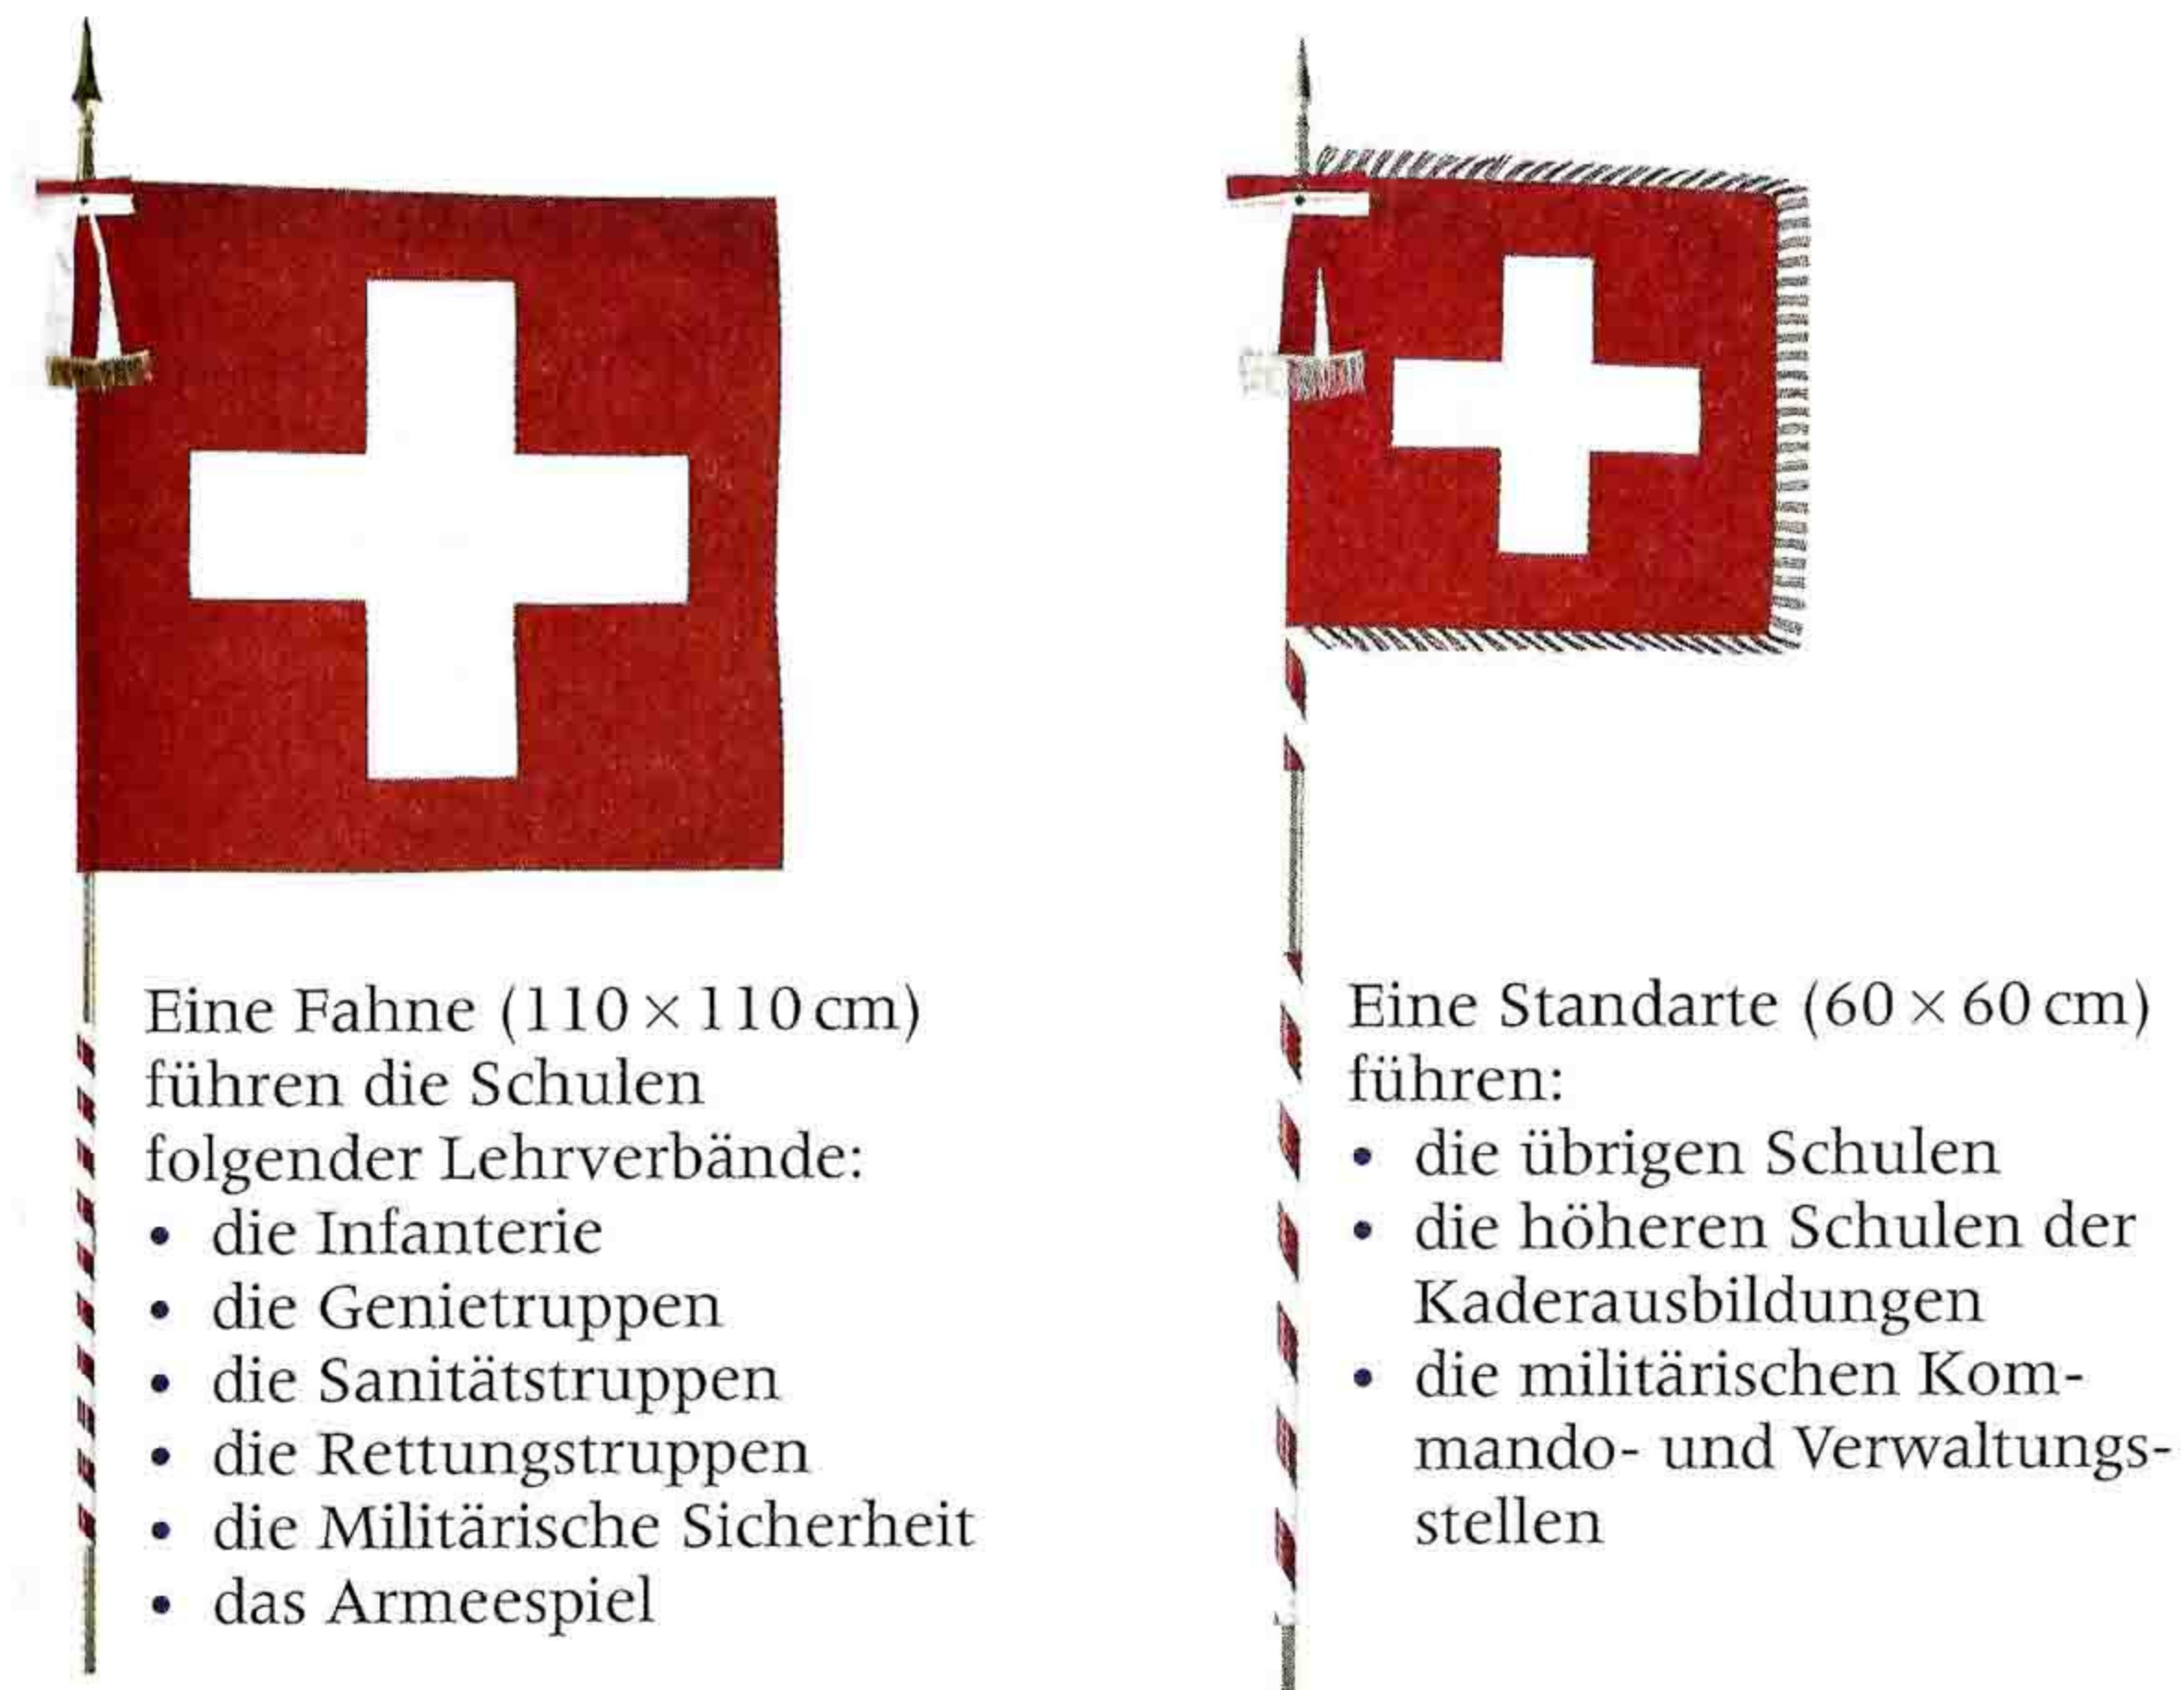 Eine Fahne (110 × 110 cm)
führen die Schulen
folgender Lehrverbände:
• die Infanterie
• die Genietruppen
• die Sanitätstruppen
• die Rettungstruppen
• die Militärische Sicherheit
• das Armeespiel
Eine Standarte (60 × 60 cm)
führen:
• die übrigen Schulen
• die höheren Schulen der
Kaderausbildungen
• die militärischen Kom-
mando- und Verwaltungs-
stellen